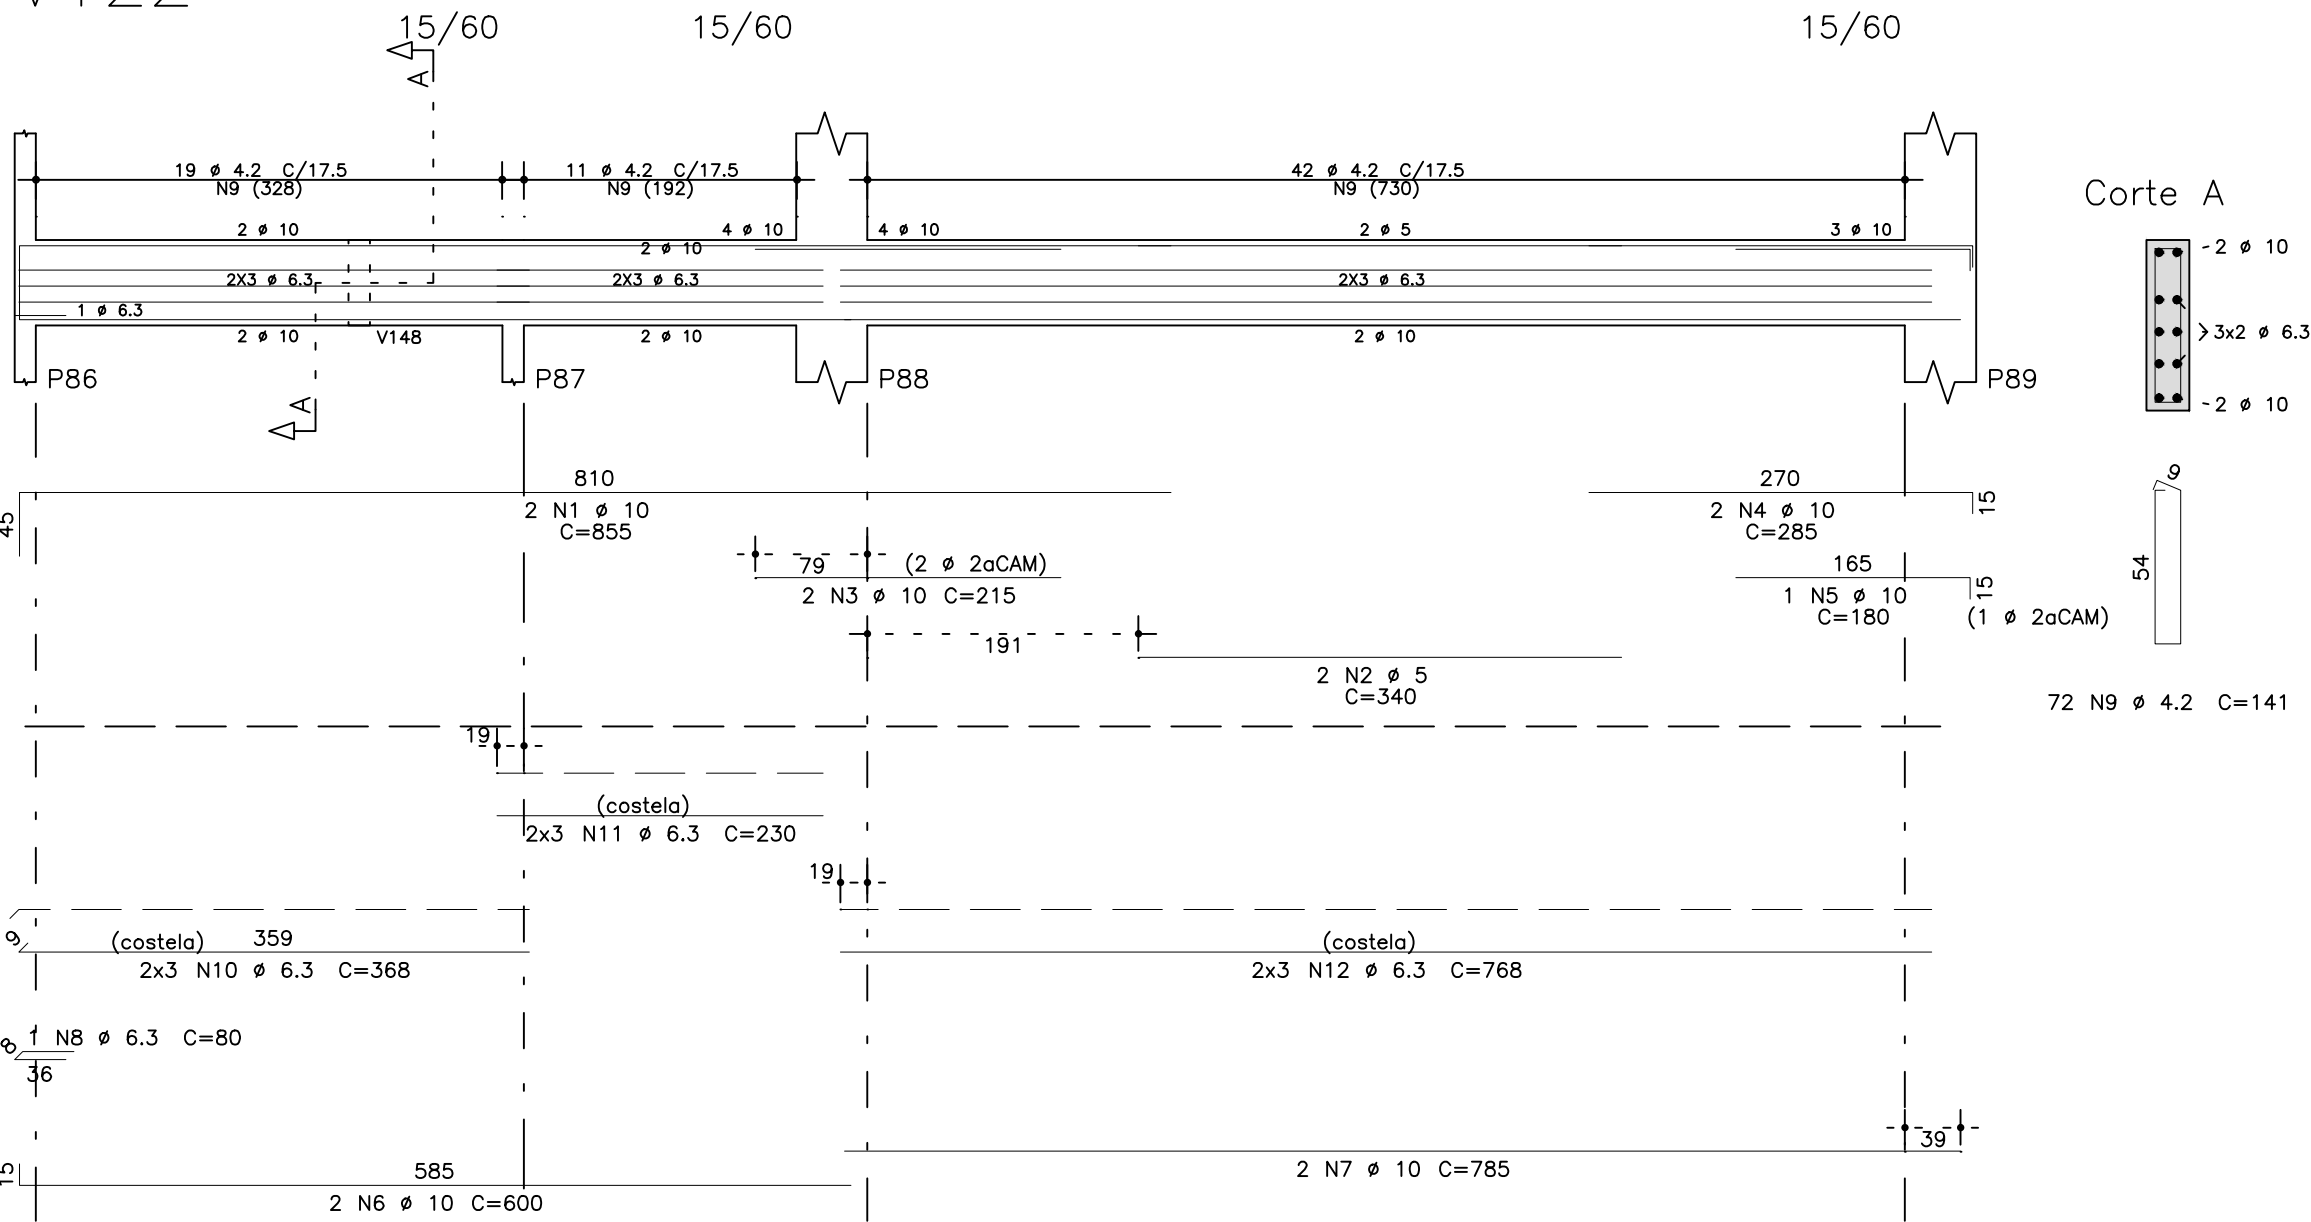 15/60
15/60
15/60
A
19 ø 4.2 C/17.5
N9 (328)
11 ø 4.2 C/17.5
N9 (192)
42 ø 4.2 C/17.5
N9 (730)
Corte A
2 ø 10
4 ø 10
4 ø 10
2 ø 5
3 ø 10
2 ø 10
-2 ø 10
2X3 ø 6.3
2X3 ø 6.3
2X3 ø 6.3
1 ø 6.3
3x2 ø 6.3
2 ø 10
V148
2 ø 10
2 ø 10
P86
P87
P88
P89
A
-2 ø 10
810
270
9
45
2 N1 ø 10
C=855
2 N4 ø 10
C=285
15
79
(2 ø 2aCAM)
165
54
2 N3 ø 10 C=215
1 N5 ø 10
C=180
15
(1 ø 2aCAM)
191
2 N2 ø 5
C=340
72 N9 ø 4.2 C=141
19
(costela)
2x3 N11 ø 6.3 C=230
19
9
(costela)
359
2x3 N10 ø 6.3 C=368
(costela)
2x3 N12 ø 6.3 C=768
1 N8 ø 6.3 C=80
8
36
39
15
585
2 N6 ø 10 C=600
2 N7 ø 10 C=785